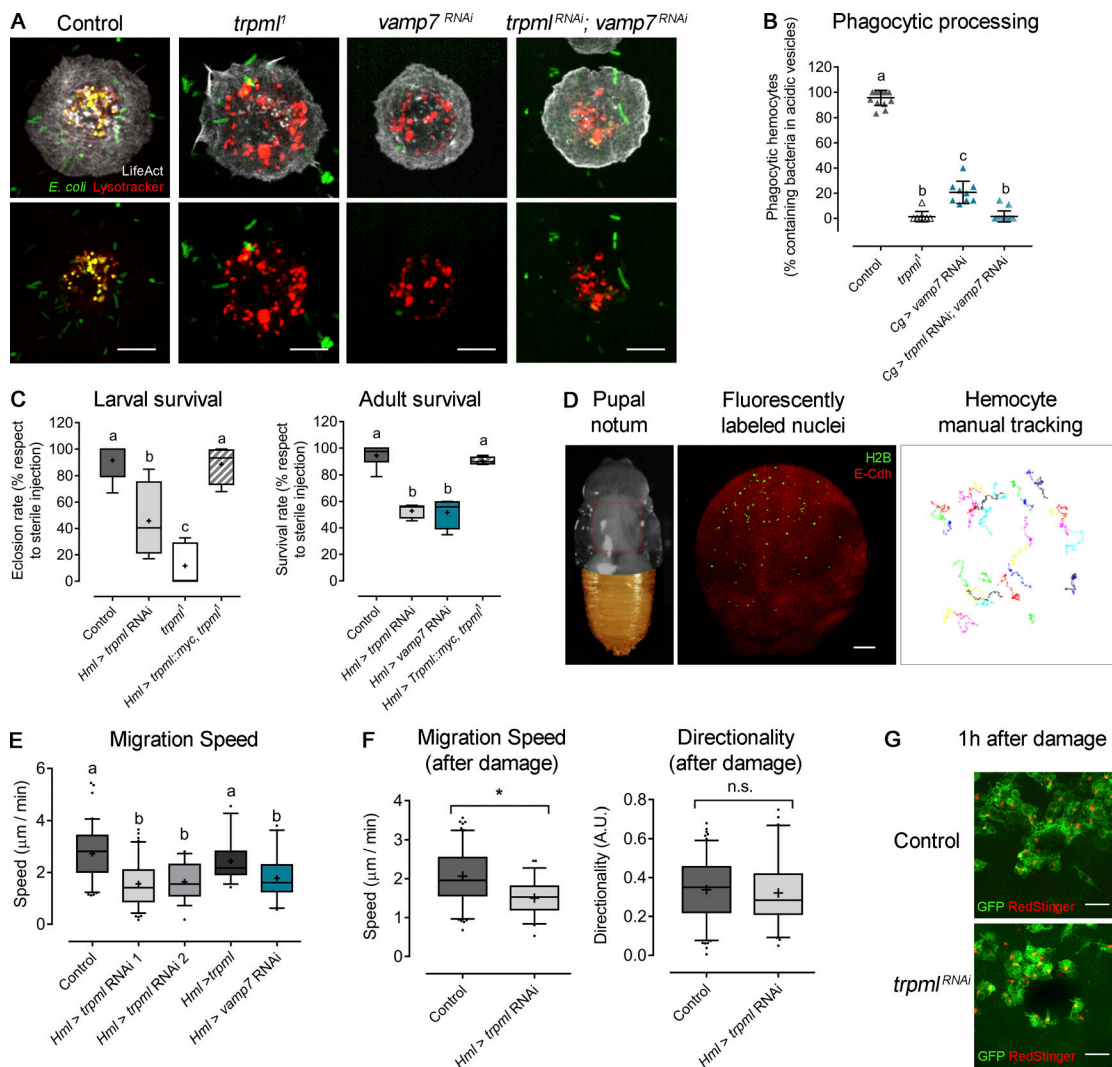 A
Control
trpml¹
vamp7 RNAi
trpml RNAi; vamp7 RNAi
LifeAct
E. coli Lysotracker
B
Phagocytic processing
Phagocytic hemocytes
(% containing bacteria in acidic vesicles)
120
100
80
60
40
20
0
a
b
c
b
Control
trpml¹
Cg > vamp7 RNAi
Cg > trpml RNAi; vamp7 RNAi
C
Larval survival
Eclosion rate (% respect
to sterile injection)
120
100
80
60
40
20
0
a
b
c
a
Control
Hml > trpml RNAi
trpml¹
Hml > trpml::myc, trpml¹
Adult survival
Survival rate (% respect
to sterile injection)
120
100
80
60
40
20
0
a
b
b
a
Control
Hml > trpml RNAi
Hml > vamp7 RNAi
Hml > Trpml::myc, trpml¹
D
Pupal
notum
Fluorescently
labeled nuclei
H2B
E-Cdh
Hemocyte
manual tracking
E
Migration Speed
Speed (μm / min)
6
4
2
0
a
b
b
a
b
Control
Hml > trpml RNAi 1
Hml > trpml RNAi 2
Hml >trpml
Hml > vamp7 RNAi
F
Migration Speed
(after damage)
Speed (μm / min)
4
3
2
1
0
*
Control
Hml > trpml RNAi
Directionality
(after damage)
Directionality (A.U.)
0.8
0.6
0.4
0.2
0.0
n.s.
Control
Hml > trpml RNAi
G
1h after damage
Control
GFP RedStinger
trpml RNAi
GFP RedStinger